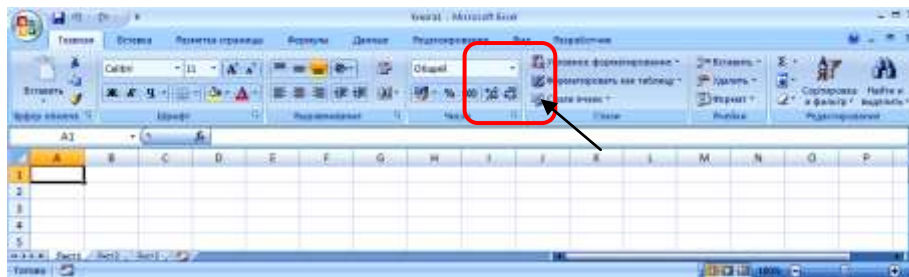 Книга1 - Microsoft Excel
Главная Вставка Разметка страницы Формулы Данные Рецензирование Вид Разработчик
Вставить
Calibri 11
Ж К Ч
Общий
% 000
Условное форматирование
Форматировать как таблицу
Стили ячеек
Вставить
Удалить
Формат
Сортировка и фильтр
Найти и выделить
Буфер обмена Шрифт Выравнивание Число Стили Ячейки Редактирование
A1 fx
A B C D E F G H I J K L M N O P
1
2
3
4
5
Лист1 Лист2 Лист3
Готово 100%